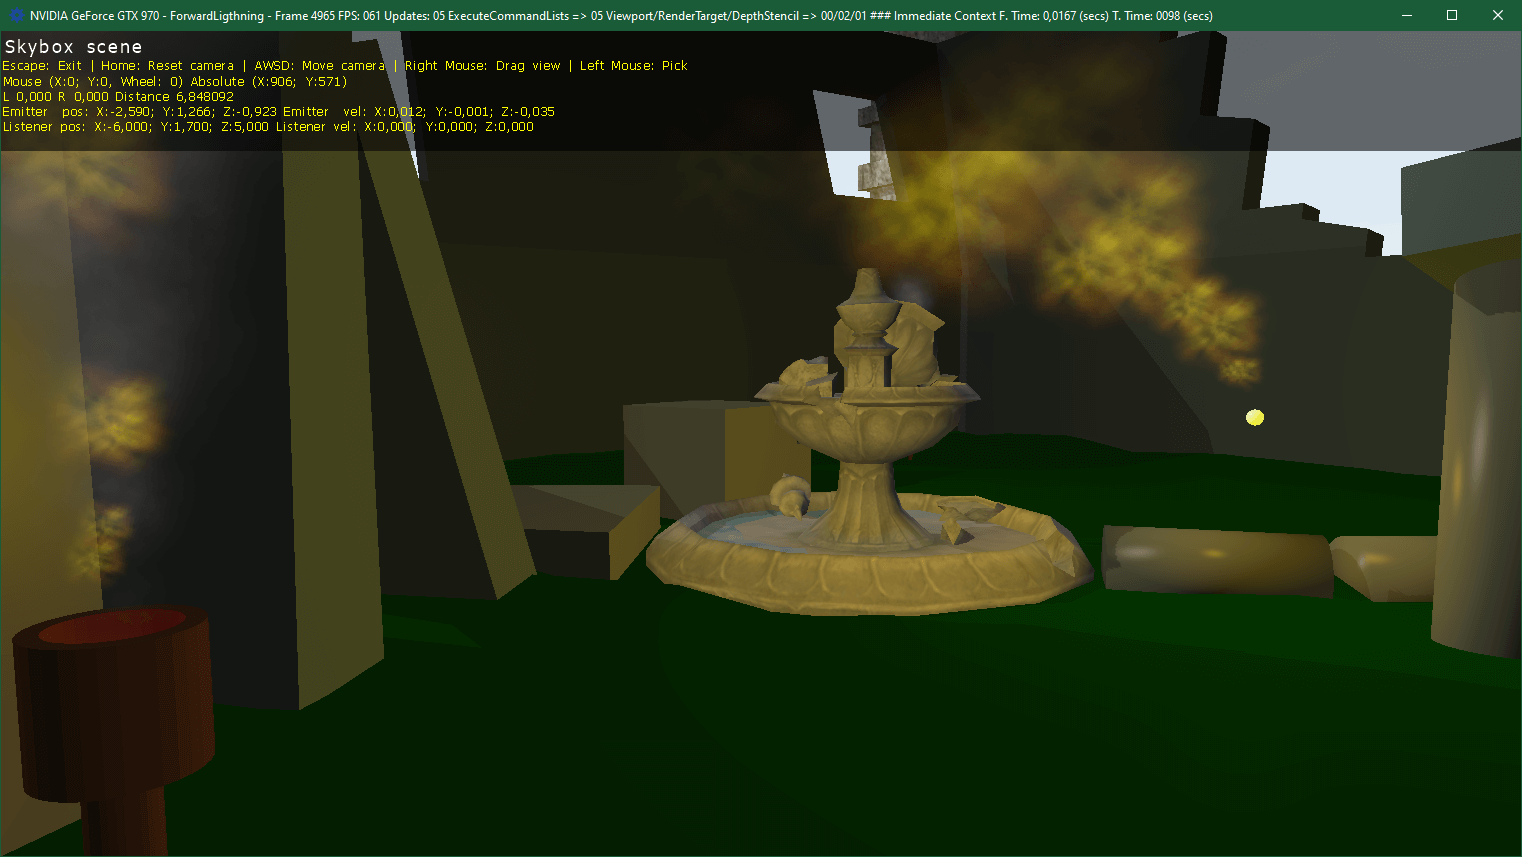 NVIDIA GeForce GTX 970 - ForwardLigthning - Frame 4965 FPS: 061 Updates: 05 ExecuteCommandLists => 05 Viewport/RenderTarget/DepthStencil => 00/02/01 ### Immediate Context F. Time: 0,0167 (secs) T. Time: 0098 (secs)
Skybox scene
Escape: Exit | Home: Reset camera | AWSD: Move camera | Right Mouse: Drag view | Left Mouse: Pick
Mouse (X:0; Y:0, Wheel: 0) Absolute (X:906; Y:571)
L 0,000 R 0,000 Distance 6,848092
Emitter pos: X:-2,590; Y:1,266; Z:-0,923 Emitter vel: X:0,012; Y:-0,001; Z:-0,035
Listener pos: X:-6,000; Y:1,700; Z:5,000 Listener vel: X:0,000; Y:0,000; Z:0,000